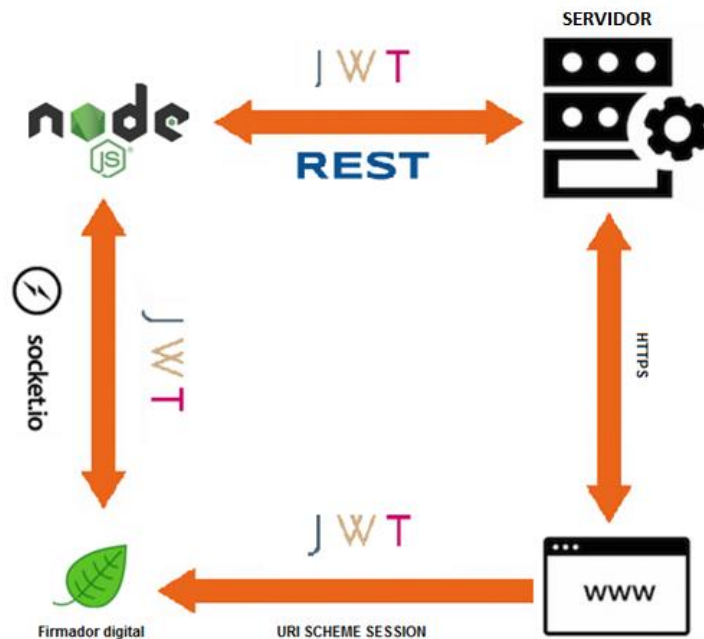 SERVIDOR
JWT
node
JS
REST
socket.io
JWT
HTTPS
JWT
www
Firmador digital
URI SCHEME SESSION